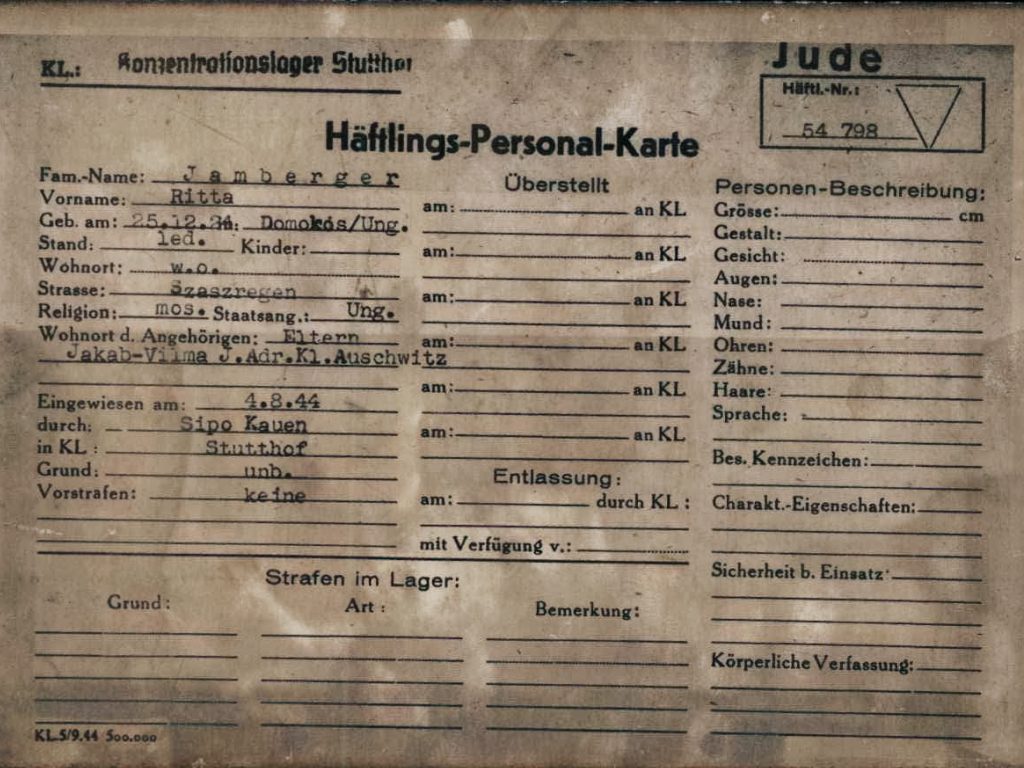 KL.: Konzentrationslager Stutthof
Jude
Häftl.-Nr.:
54 798
Häftlings-Personal-Karte
Fam.-Name: Jamberger
Vorname: Ritta
Geb. am: 25.12.24. Domokos/Ung.
Stand: led. Kinder:
Wohnort: w.o.
Strasse: Szaszregen
Religion: mos. Staatsang.: Ung.
Wohnort d. Angehörigen: Eltern
Jakab-Vilma J.Adr.Kl.Auschwitz
Eingewiesen am: 4.8.44
durch: Sipo Kauen
in KL : Stutthof
Grund: unb.
Vorstrafen: keine
Überstellt
am: an KL
am: an KL
am: an KL
am: an KL
am: an KL
am: an KL
Entlassung:
am: durch KL :
mit Verfügung v.:
Personen-Beschreibung:
Grösse: cm
Gestalt:
Gesicht:
Augen:
Nase:
Mund:
Ohren:
Zähne:
Haare:
Sprache:
Bes. Kennzeichen:
Charakt.-Eigenschaften:
Sicherheit b. Einsatz:
Körperliche Verfassung:
Strafen im Lager:
Grund: Art : Bemerkung:
KL.5/9.44 500.000